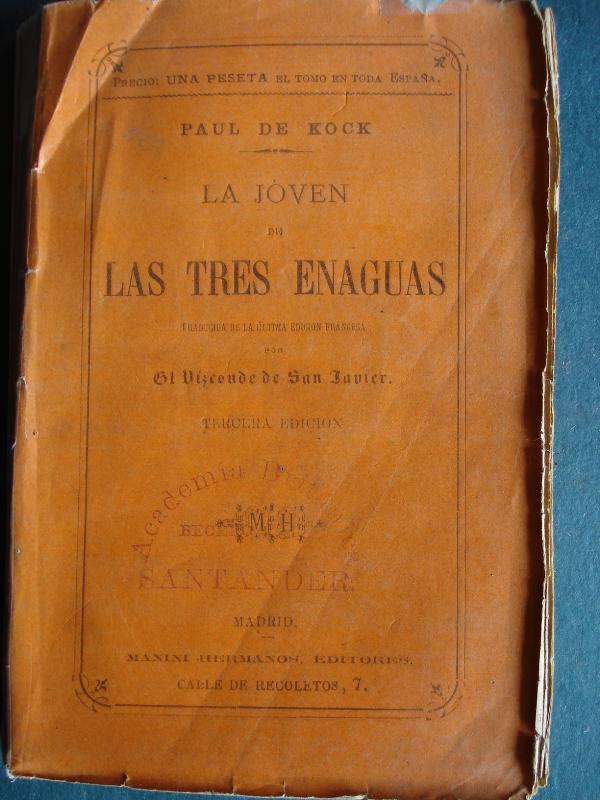 PRECIO: UNA PESETA EL TOMO EN TODA ESPAÑA.
PAUL DE KOCK
LA JÓVEN
DE
LAS TRES ENAGUAS
TRADUCIDA DE LA ÚLTIMA EDICION FRANCESA
POR
El Vizconde de San Javier.
TERCERA EDICION
Academia
M H
SANTANDER.
MADRID.
MANINI HERMANOS, EDITORES.
CALLE DE RECOLETOS, 7.